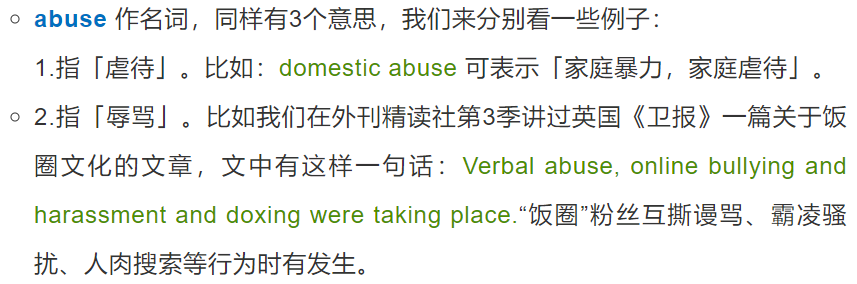 abuse 作名词，同样有3个意思，我们来分别看一些例子：
1.指「虐待」。比如：domestic abuse 可表示「家庭暴力，家庭虐待」。
2.指「辱骂」。比如我们在外刊精读社第3季讲过英国《卫报》一篇关于饭
圈文化的文章，文中有这样一句话：Verbal abuse, online bullying and
harassment and doxing were taking place.“饭圈”粉丝互撕谩骂、霸凌骚
扰、人肉搜索等行为时有发生。